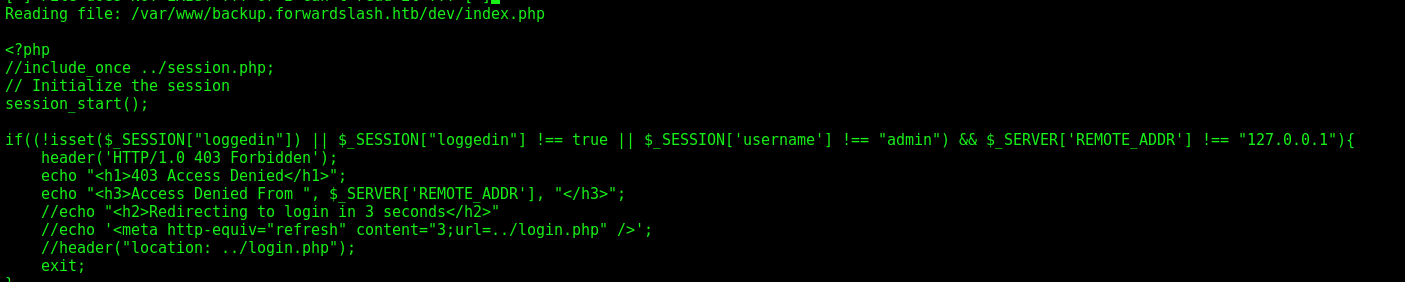 Reading file: /var/www/backup.forwardslash.htb/dev/index.php
<?php
//include_once ../session.php;
// Initialize the session
session_start();
if((!isset($_SESSION["loggedin"]) || $_SESSION["loggedin"] !== true || $_SESSION['username'] !== "admin") && $_SERVER['REMOTE_ADDR'] !== "127.0.0.1"){
    header('HTTP/1.0 403 Forbidden');
    echo "<h1>403 Access Denied</h1>";
    echo "<h3>Access Denied From ", $_SERVER['REMOTE_ADDR'], "</h3>";
    //echo "<h2>Redirecting to login in 3 seconds</h2>"
    //echo '<meta http-equiv="refresh" content="3;url=../login.php" />';
    //header("location: ../login.php");
    exit;